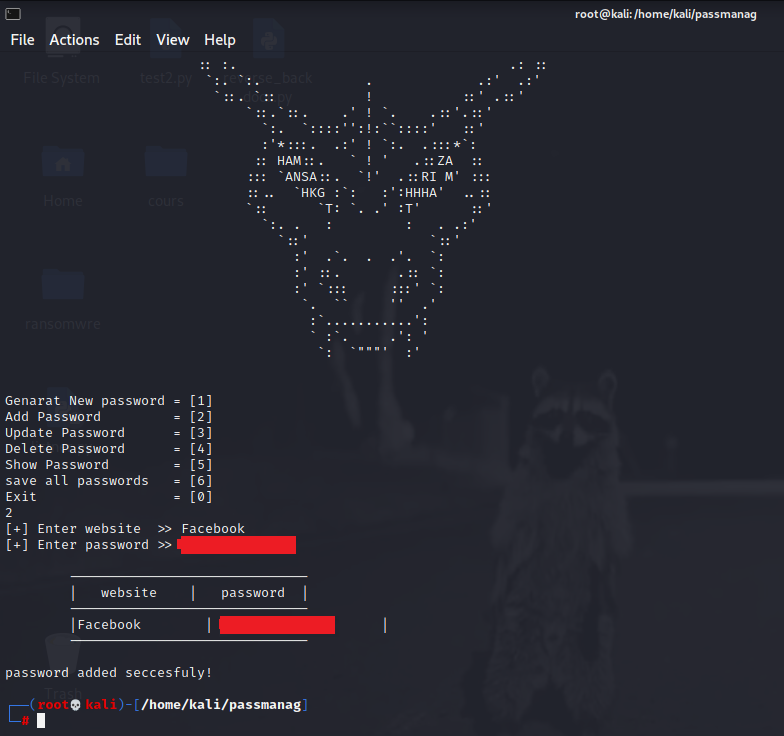 root@kali:/home/kali/passmanag
File Actions Edit View Help
File System
test2.py
reverse_back
Home
cours
ransomwre
Trash
HAM ZA
ANSA RI M'
HKG HHHA'
T: T'
Genarat New password = [1]
Add Password = [2]
Update Password = [3]
Delete Password = [4]
Show Password = [5]
save all passwords = [6]
Exit = [0]
2
[+] Enter website >> Facebook
[+] Enter password >>
website | password
Facebook
password added seccesfuly!
(root💀kali)-[/home/kali/passmanag]
#